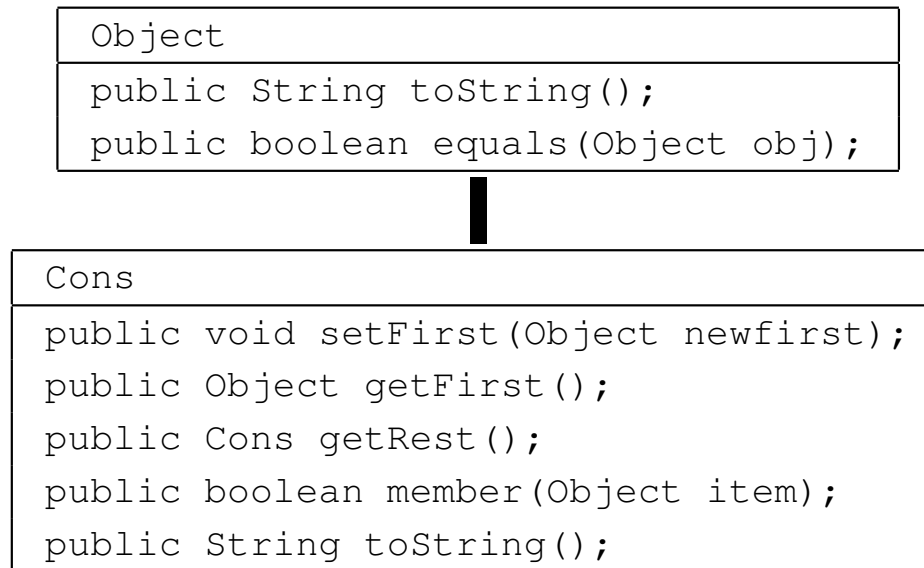 Object
public String toString();
public boolean equals(Object obj);
Cons
public void setFirst(Object newfirst);
public Object getFirst();
public Cons getRest();
public boolean member(Object item);
public String toString();